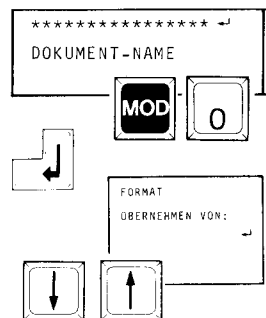 *************** ↵
DOKUMENT-NAME
MOD
0
↵
FORMAT
ÜBERNEHMEN VON:
↵
↓ ↑